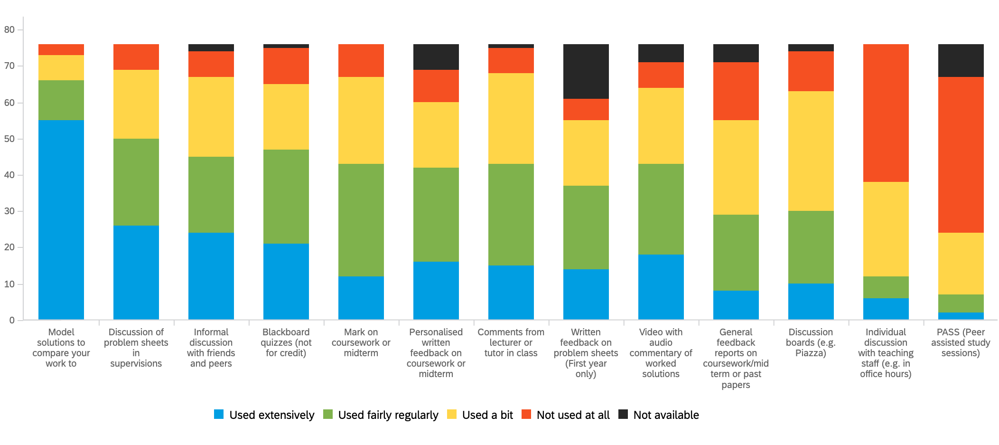 80
70
60
50
40
30
20
10
0
Model
solutions to
compare your
work to
Discussion of
problem sheets
in
supervisions
Informal
discussion
with friends
and peers
Blackboard
quizzes (not
for credit)
Mark on
coursework or
midterm
Personalised
written
feedback on
coursework or
midterm
Comments from
lecturer or
tutor in class
Written
feedback on
problem sheets
(First year
only)
Video with
audio
commentary of
worked
solutions
General
feedback
reports on
coursework/mid
term or past
papers
Discussion
boards (e.g.
Piazza)
Individual
discussion
with teaching
staff (e.g. in
office hours)
PASS (Peer
assisted study
sessions)
Used extensively
Used fairly regularly
Used a bit
Not used at all
Not available